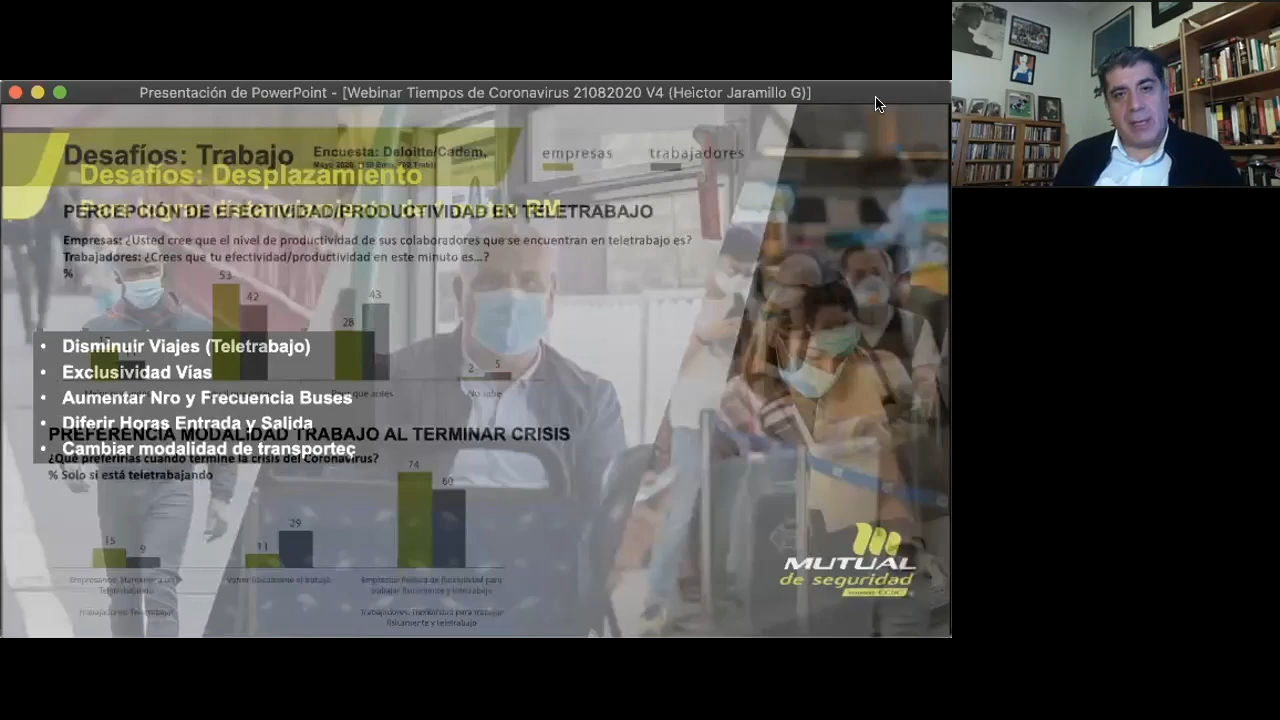 Presentación de PowerPoint - [Webinar Tiempos de Coronavirus 21082020 V4 (Heictor Jaramillo G)]
Desafíos: Trabajo
Encuesta: Deloitte/Cadem,
empresas
trabajadores
Desafíos: Desplazamiento
PERCEPCIÓN DE EFECTIVIDAD/PRODUCTIVIDAD EN TELETRABAJO
Empresas: ¿Usted cree que el nivel de productividad de sus colaboradores que se encuentran en teletrabajo es?
Trabajadores: ¿Crees que tu efectividad/productividad en este minuto es...?
%
53
42
28
43
2
5
• Disminuir Viajes (Teletrabajo)
• Exclusividad Vías
• Aumentar Nro y Frecuencia Buses
• Diferir Horas Entrada y Salida
• Cambiar modalidad de transporteç
PREFERENCIA MODALIDAD TRABAJO AL TERMINAR CRISIS
¿Qué preferirías cuando termine la crisis del Coronavirus?
% Solo si está teletrabajando
15
9
11
29
74
60
MUTUAL
de seguridad